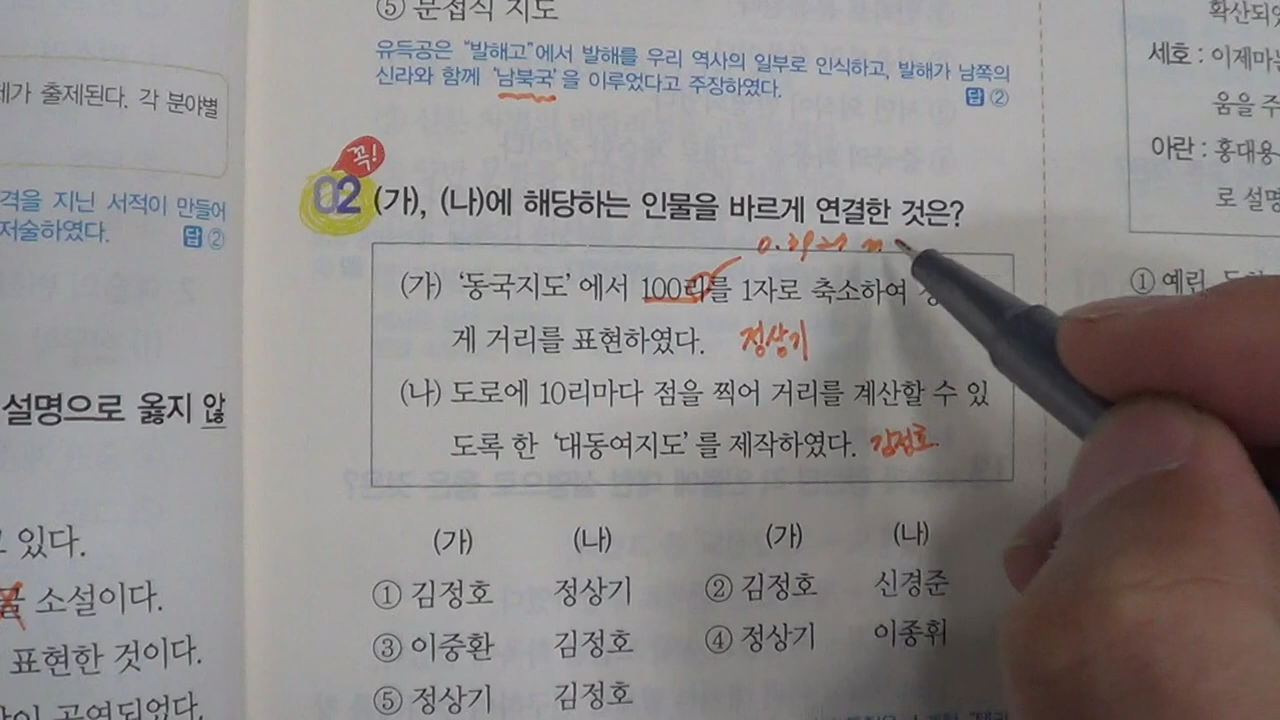 ⑤ 문접식 지도
유득공은 "발해고"에서 발해를 우리 역사의 일부로 인식하고, 발해가 남쪽의
신라와 함께 '남북국'을 이루었다고 주장하였다. 답 ②
꼭!
02 (가), (나)에 해당하는 인물을 바르게 연결한 것은?
(가) '동국지도'에서 100리를 1자로 축소하여
게 거리를 표현하였다. 정상기
(나) 도로에 10리마다 점을 찍어 거리를 계산할 수 있
도록 한 '대동여지도'를 제작하였다. 김정호
(가) (나) (가) (나)
① 김정호 정상기 ② 김정호 신경준
③ 이중환 김정호 ④ 정상기 이종휘
⑤ 정상기 김정호
출제된다. 각 분야별
격을 지닌 서적이 만들어
저술하였다. 답 ②
설명으로 옳지 않
있다.
소설이다.
표현한 것이다.
공연되었다.
세호 : 이제마는
움을 주
아란 : 홍대용
로 설명
① 예린